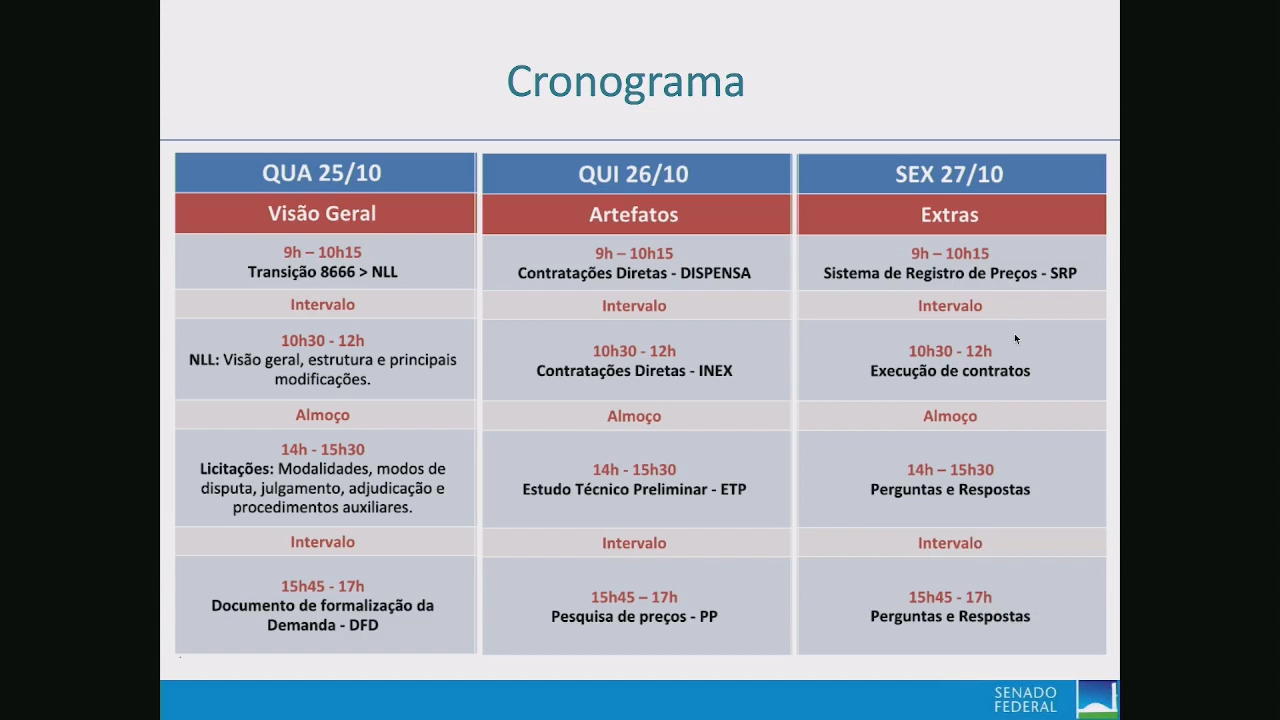 Cronograma
QUA 25/10
Visão Geral
9h – 10h15
Transição 8666 > NLL
Intervalo
10h30 - 12h
NLL: Visão geral, estrutura e principais
modificações.
Almoço
14h - 15h30
Licitações: Modalidades, modos de
disputa, julgamento, adjudicação e
procedimentos auxiliares.
Intervalo
15h45 - 17h
Documento de formalização da
Demanda - DFD
QUI 26/10
Artefatos
9h – 10h15
Contratações Diretas - DISPENSA
Intervalo
10h30 - 12h
Contratações Diretas - INEX
Almoço
14h - 15h30
Estudo Técnico Preliminar - ETP
Intervalo
15h45 – 17h
Pesquisa de preços - PP
SEX 27/10
Extras
9h – 10h15
Sistema de Registro de Preços - SRP
Intervalo
10h30 - 12h
Execução de contratos
Almoço
14h – 15h30
Perguntas e Respostas
Intervalo
15h45 - 17h
Perguntas e Respostas
SENADO
FEDERAL